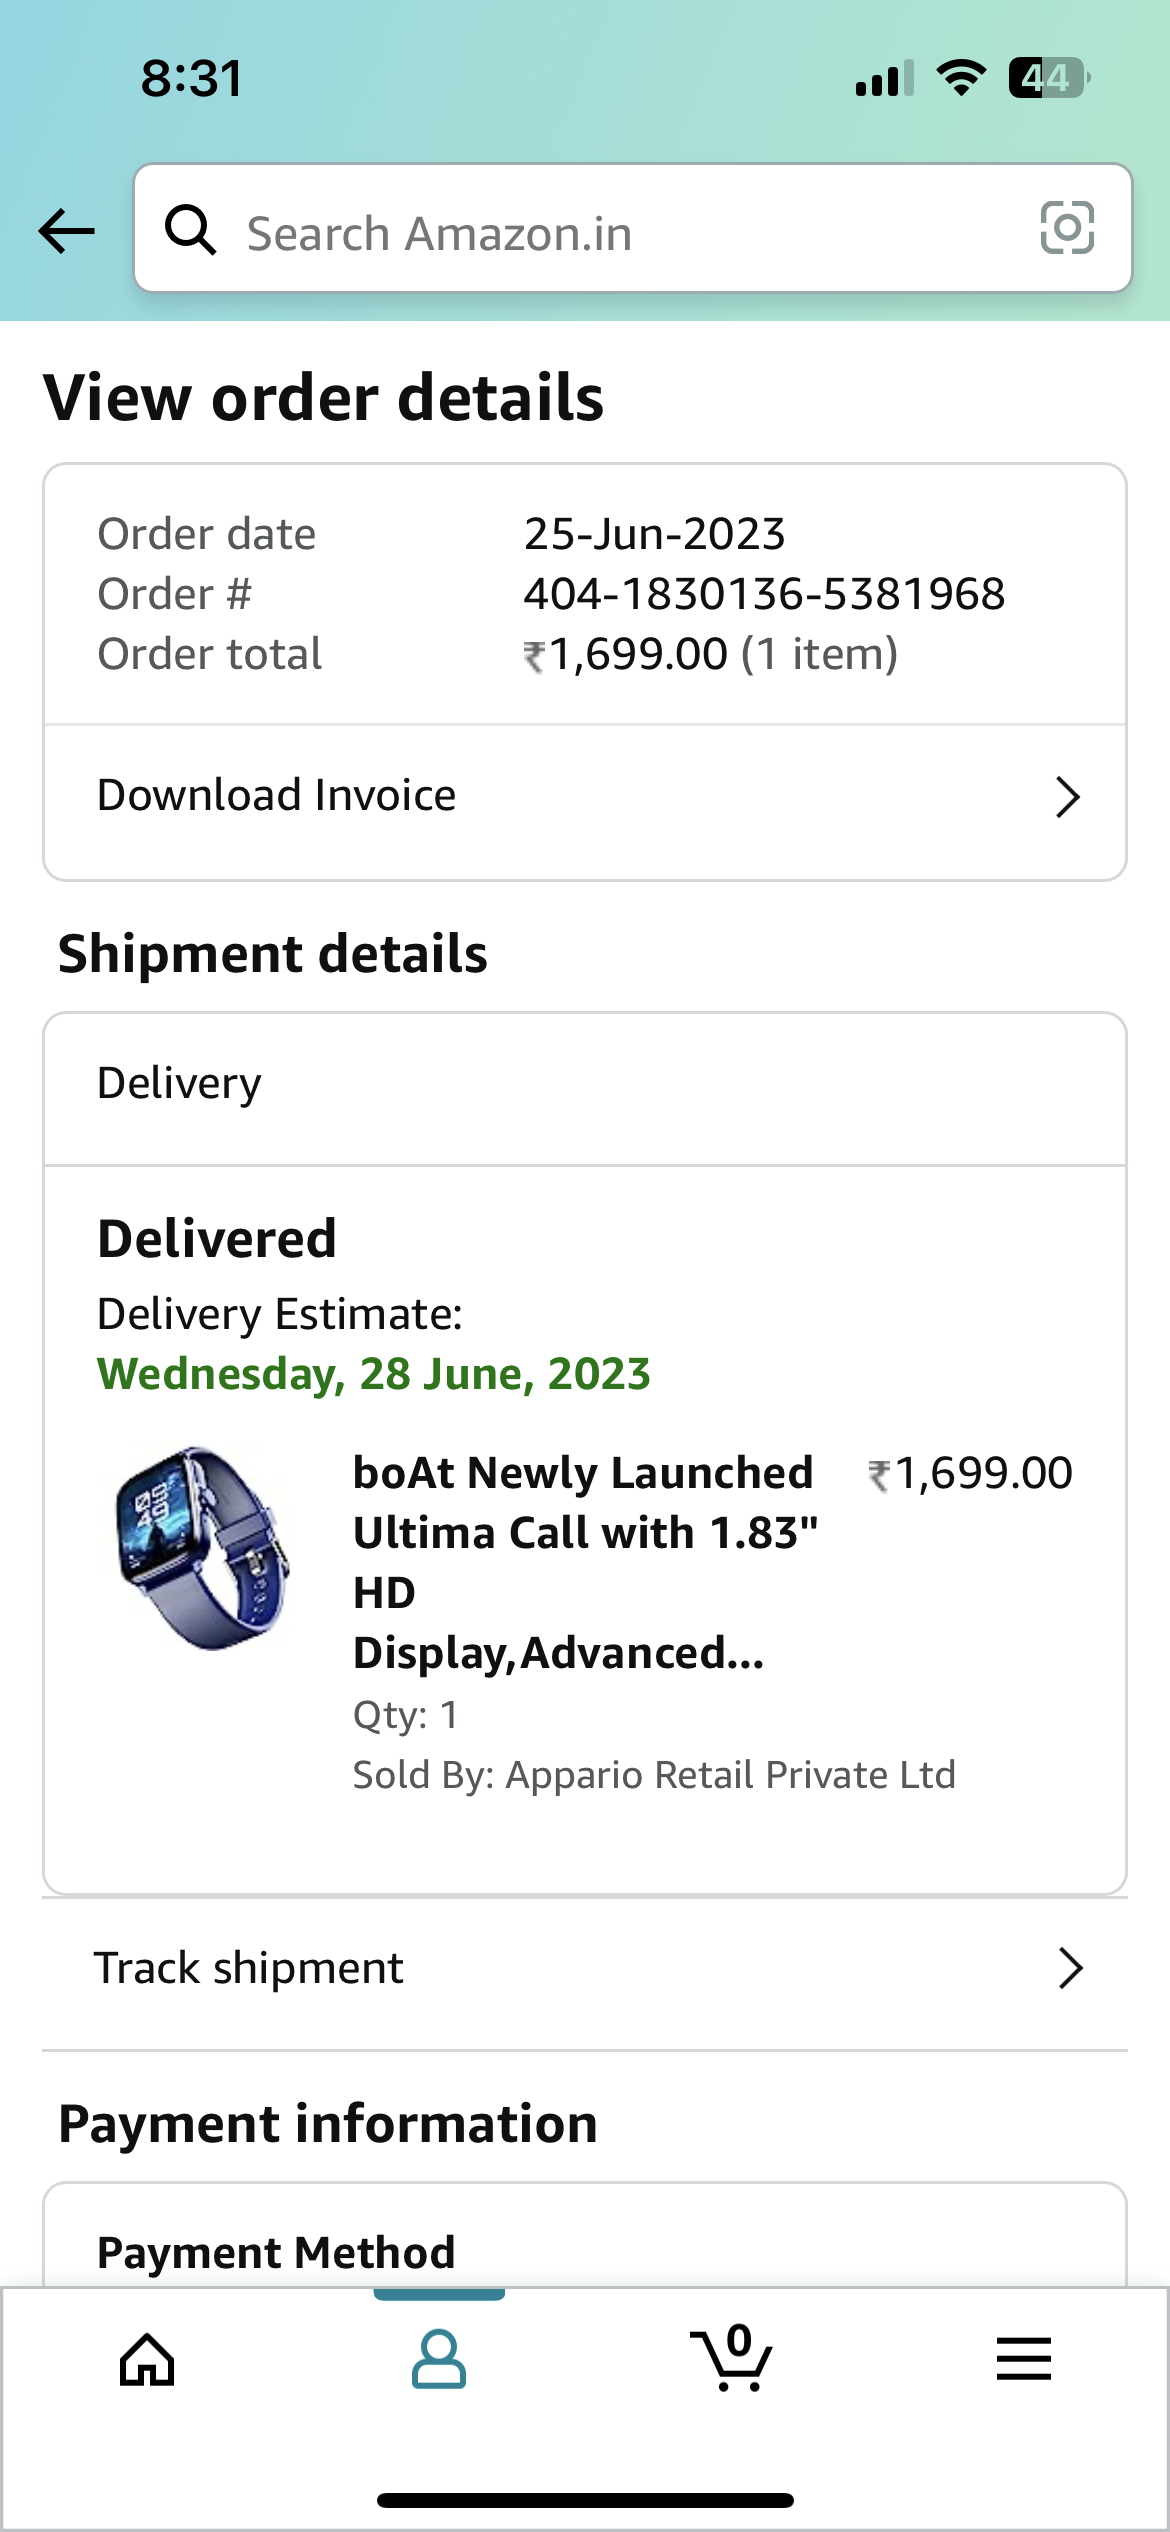 8:31
44
Search Amazon.in
View order details
Order date 25-Jun-2023
Order # 404-1830136-5381968
Order total ₹1,699.00 (1 item)
Download Invoice
Shipment details
Delivery
Delivered
Delivery Estimate:
Wednesday, 28 June, 2023
boAt Newly Launched ₹1,699.00
Ultima Call with 1.83"
HD
Display,Advanced...
Qty: 1
Sold By: Appario Retail Private Ltd
Track shipment
Payment information
Payment Method
0